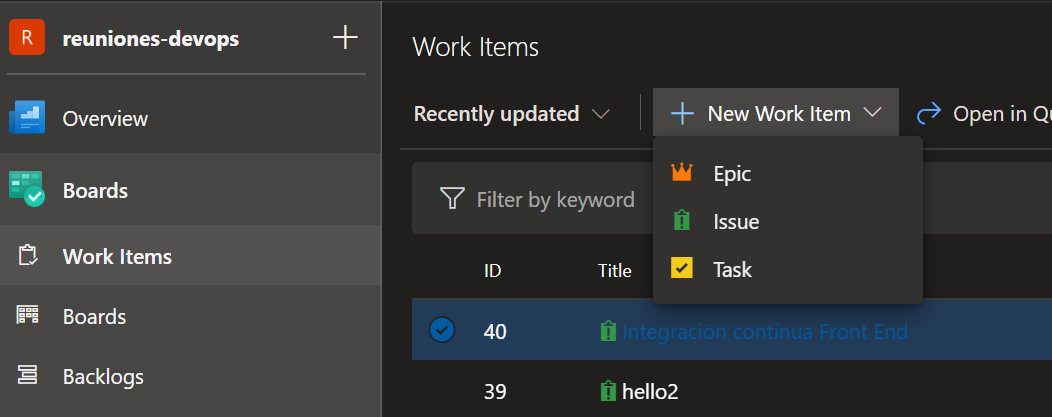 R reuniones-devops
Overview
Boards
Work Items
Boards
Backlogs
Work Items
Recently updated
New Work Item
Open in Qu
Epic
Issue
Task
Filter by keyword
ID Title
40 Integración continua Front End
39 hello2